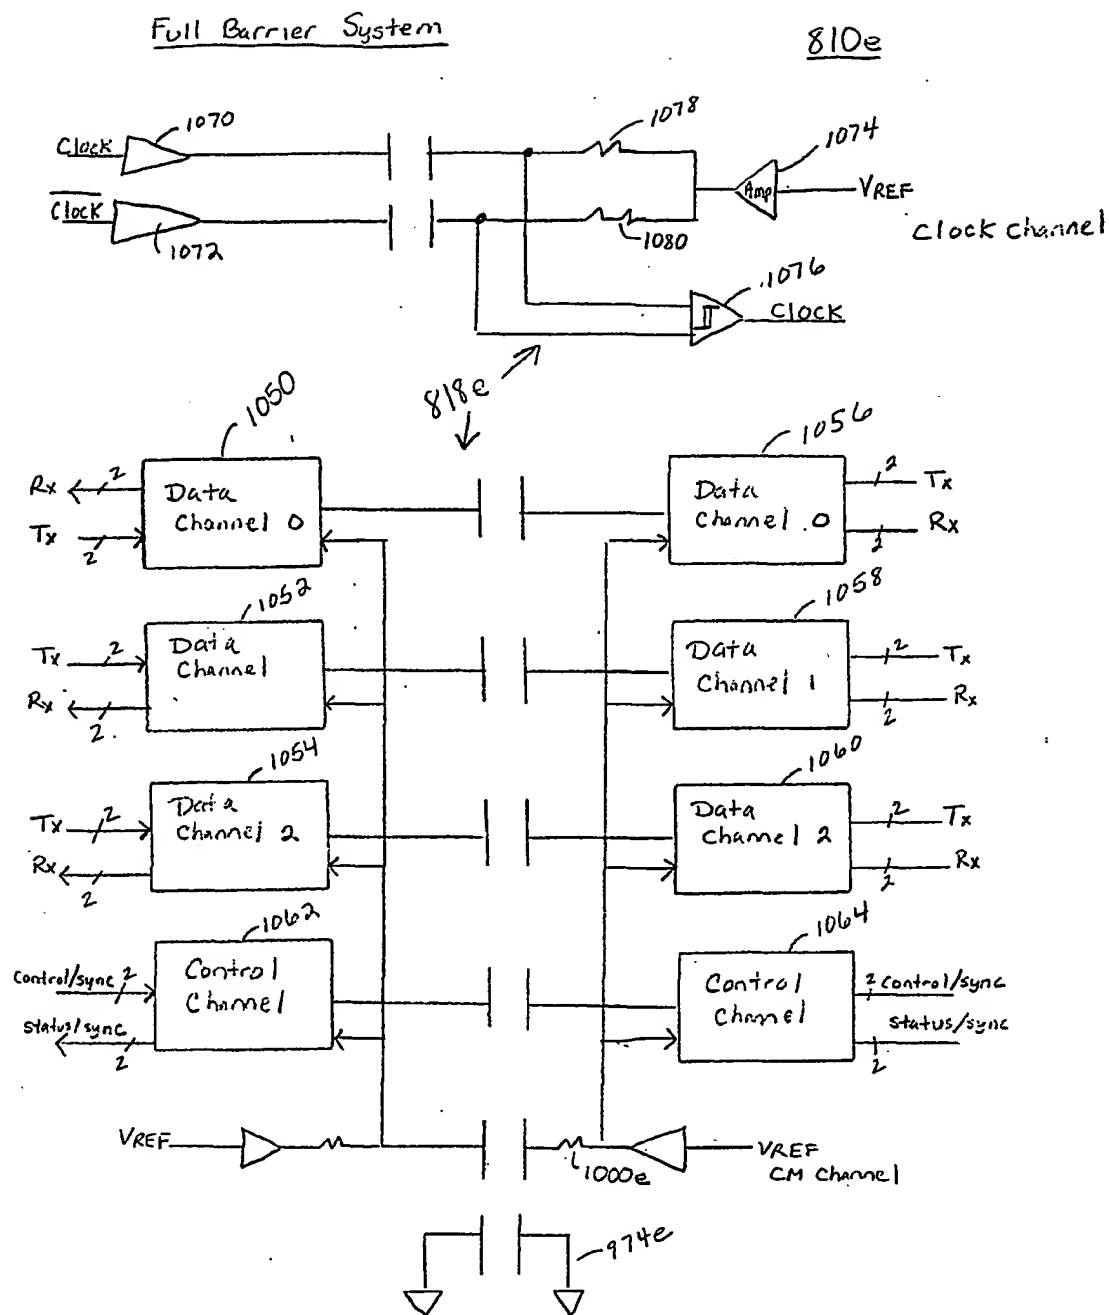 Full Barrier System
810e
Clock
1070
1078
1074
Amp
VREF
Clock
1072
1080
Clock Channel
1076
Clock
818e
1050
1056
Rx
2
Data Channel 0
Tx
2
Data Channel 0
2
Tx
2
Rx
1052
1058
Tx
2
Data Channel
Rx
2
Data Channel 1
2
Tx
2
Rx
1054
1060
Tx
2
Data Channel 2
Rx
2
Data Channel 2
2
Tx
2
Rx
1062
1064
Control/sync
2
Control Channel
Status/sync
2
Control Channel
2
Control/sync
Status/sync
2
VREF
1000e
VREF
CM Channel
974e